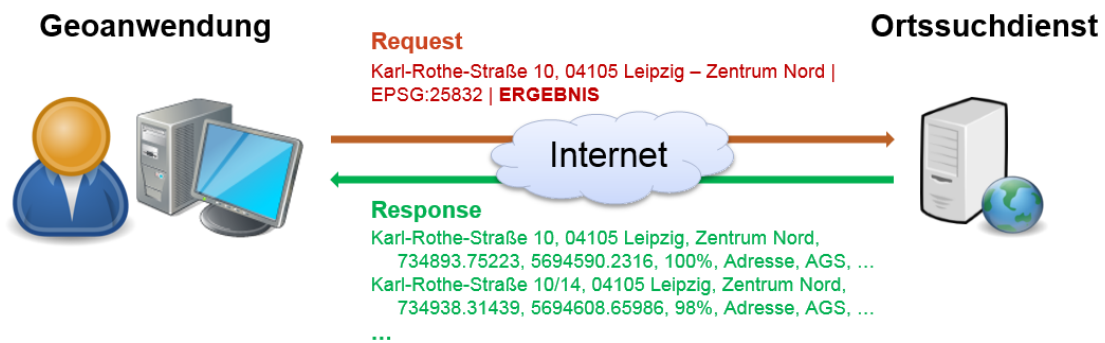 Geoanwendung
Ortssuchdienst
Request
Karl-Rothe-Straße 10, 04105 Leipzig – Zentrum Nord |
EPSG:25832 | ERGEBNIS
Internet
Response
Karl-Rothe-Straße 10, 04105 Leipzig, Zentrum Nord,
734893.75223, 5694590.2316, 100%, Adresse, AGS, …
Karl-Rothe-Straße 10/14, 04105 Leipzig, Zentrum Nord,
734938.31439, 5694608.65986, 98%, Adresse, AGS, …
…